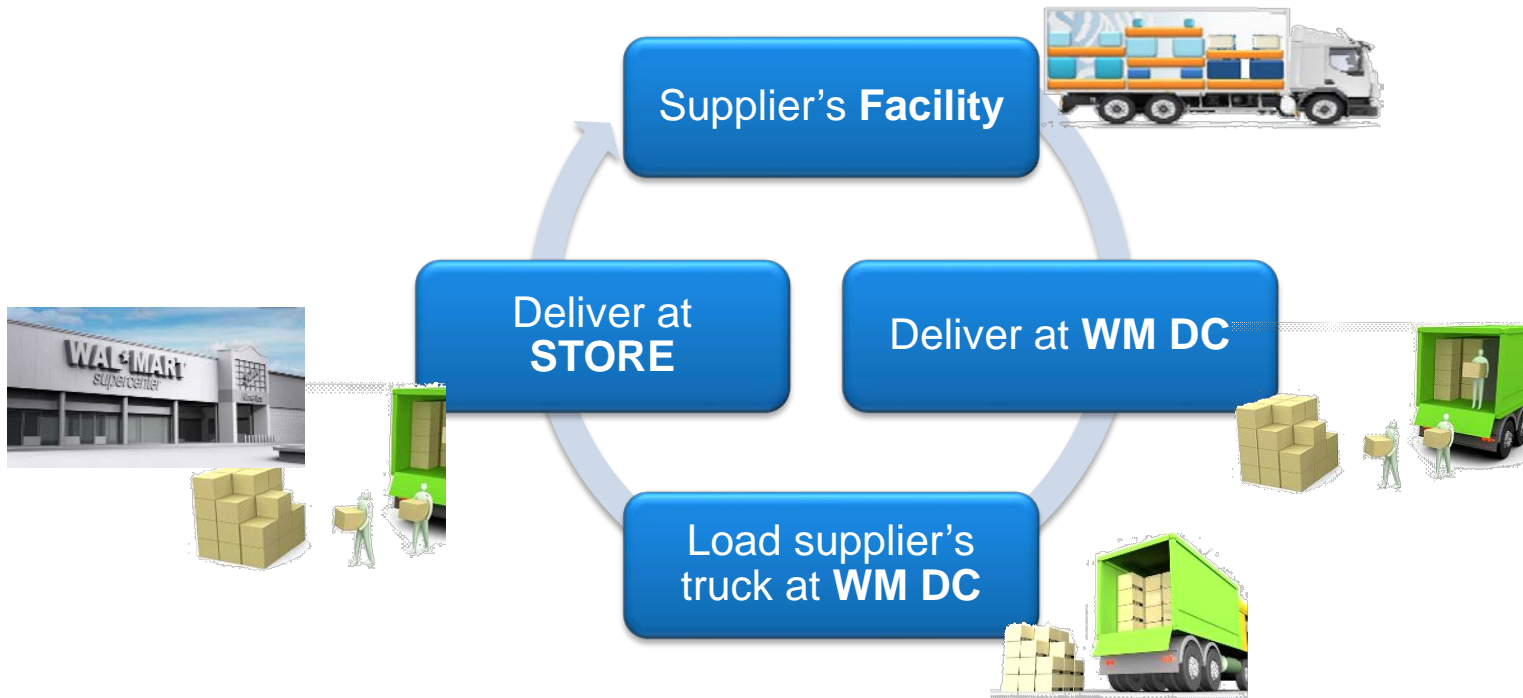 Supplier’s Facility
Deliver at
STORE
Deliver at WM DC
WAL★MART
supercenter
Load supplier’s
truck at WM DC